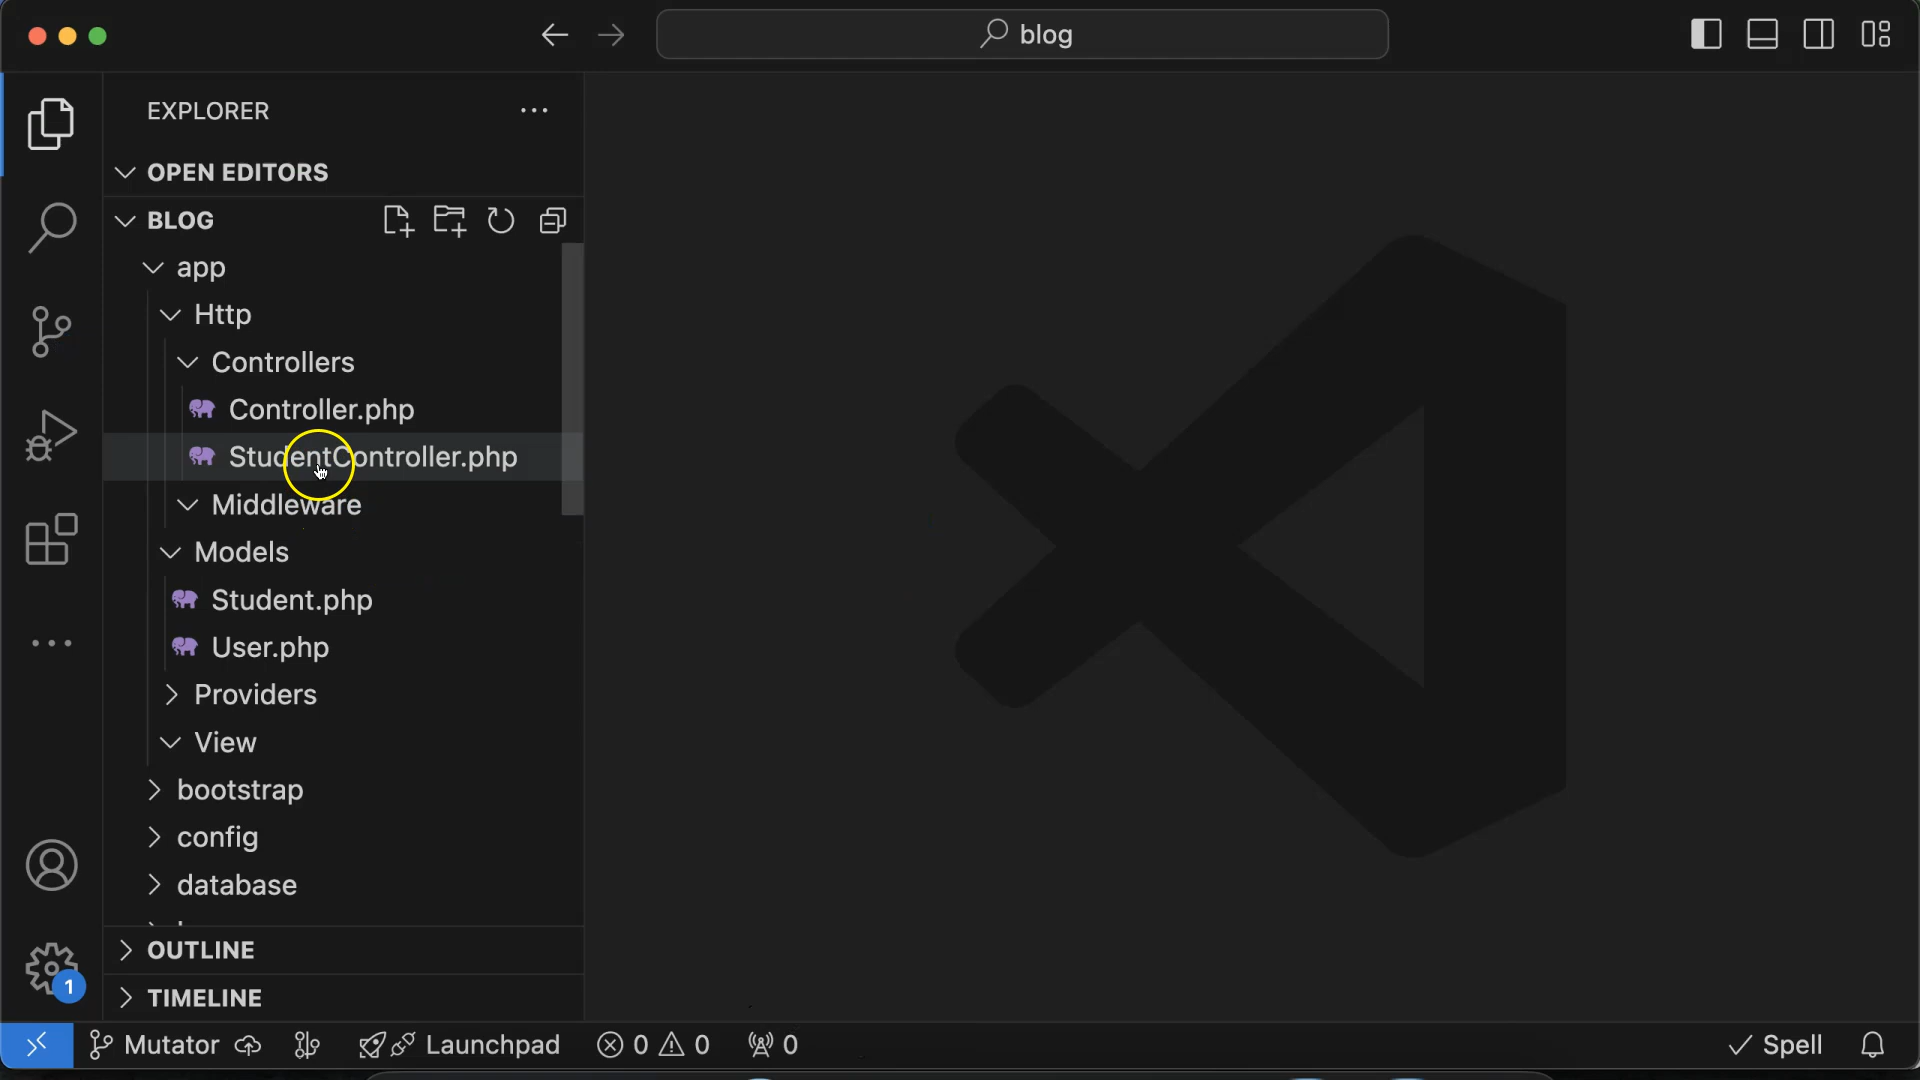 blog
EXPLORER
OPEN EDITORS
BLOG
app
Http
Controllers
Controller.php
StudentController.php
Middleware
Models
Student.php
User.php
Providers
View
bootstrap
config
database
OUTLINE
1
TIMELINE
Mutator Launchpad 0 0 0 Spell